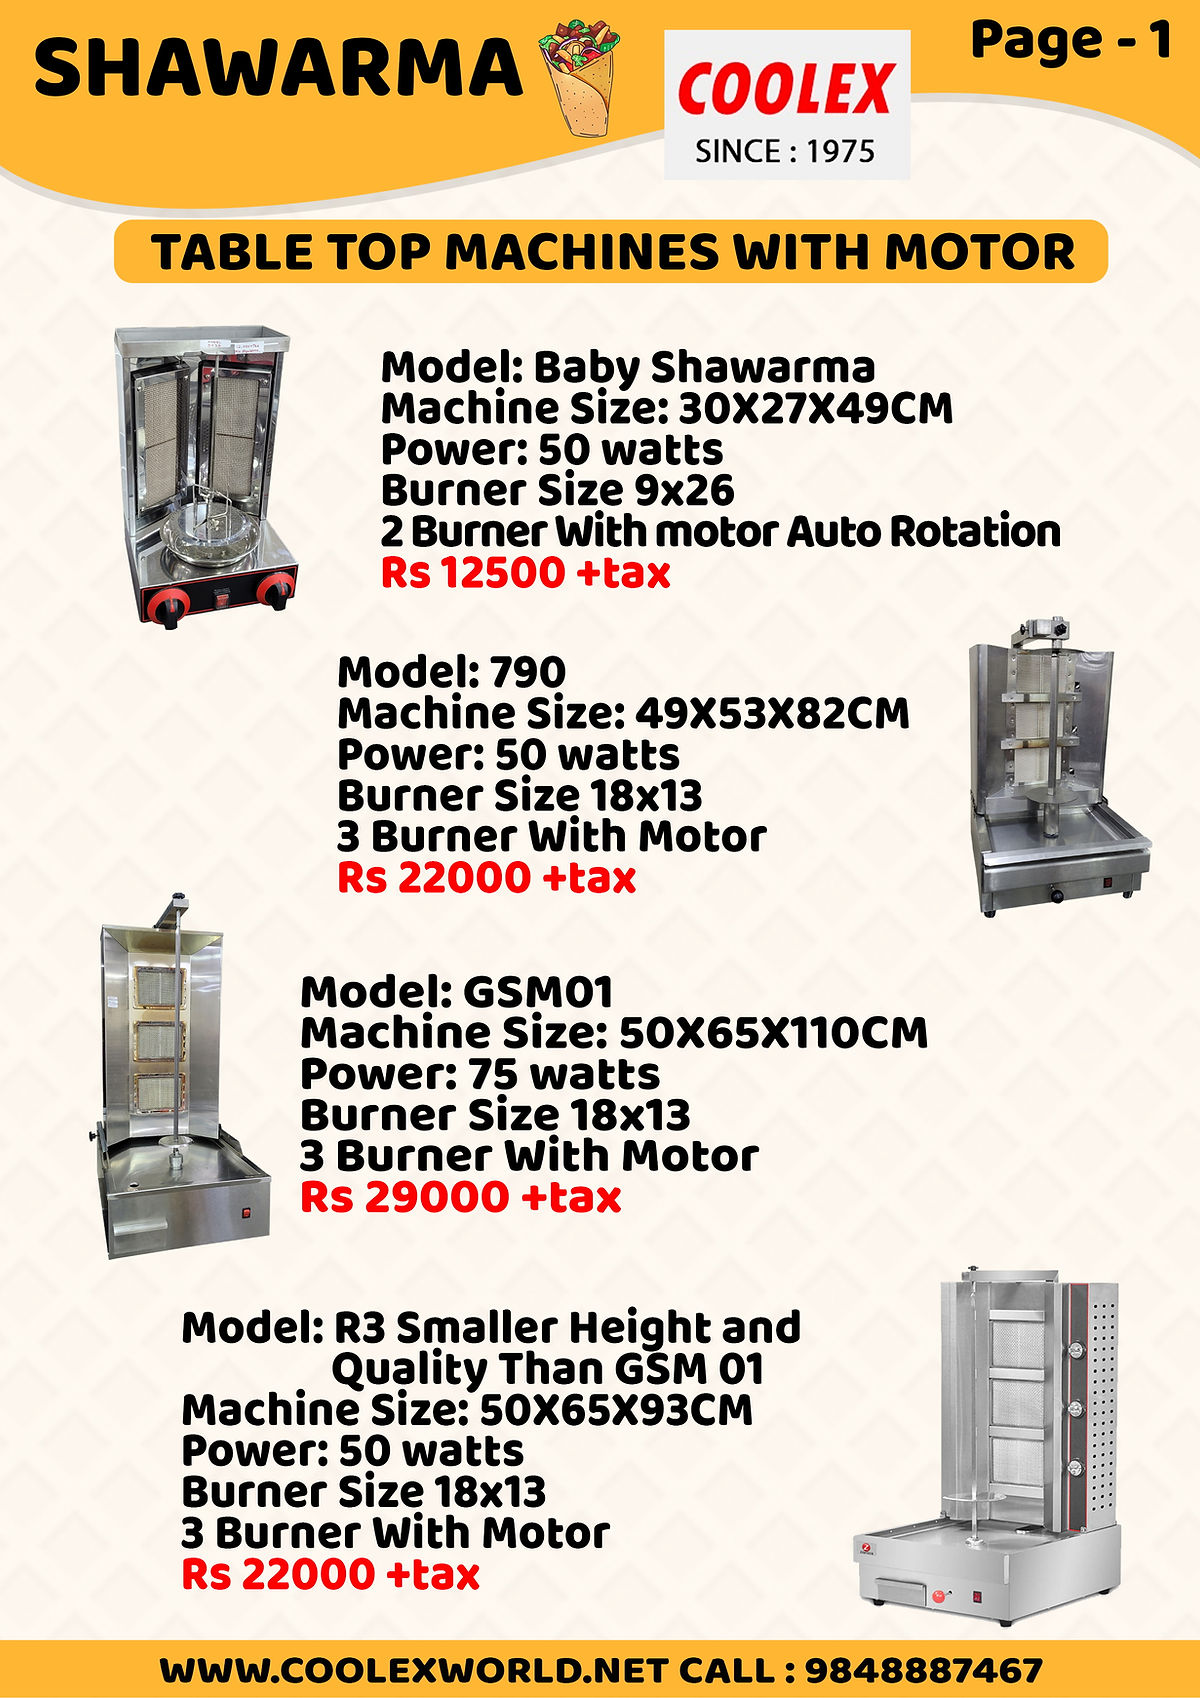 SHAWARMA
COOLEX
SINCE : 1975
Page - 1
TABLE TOP MACHINES WITH MOTOR
Model: Baby Shawarma
Machine Size: 30X27X49CM
Power: 50 watts
Burner Size 9x26
2 Burner With motor Auto Rotation
Rs 12500 +tax
Model: 790
Machine Size: 49X53X82CM
Power: 50 watts
Burner Size 18x13
3 Burner With Motor
Rs 22000 +tax
Model: GSM01
Machine Size: 50X65X110CM
Power: 75 watts
Burner Size 18x13
3 Burner With Motor
Rs 29000 +tax
Model: R3 Smaller Height and
Quality Than GSM 01
Machine Size: 50X65X93CM
Power: 50 watts
Burner Size 18x13
3 Burner With Motor
Rs 22000 +tax
WWW.COOLEXWORLD.NET CALL : 9848887467